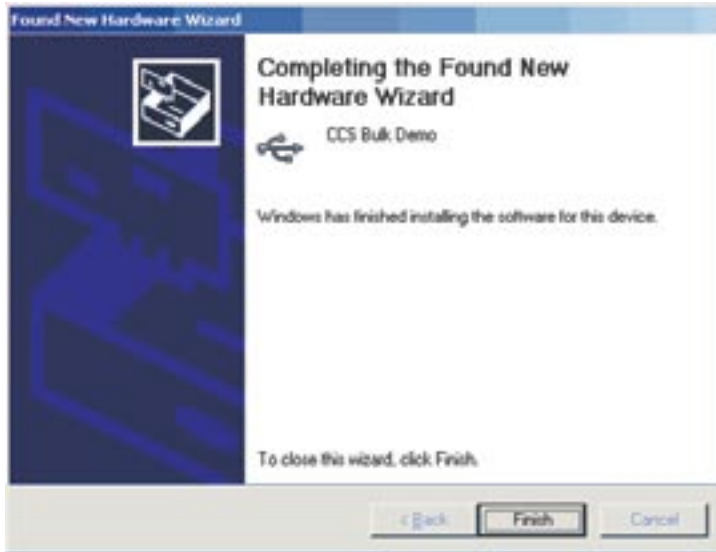 Found New Hardware Wizard
Completing the Found New
Hardware Wizard
CCS Bulk Demo
Windows has finished installing the software for this device.
To close this wizard, click Finish.
< Back
Finish
Cancel